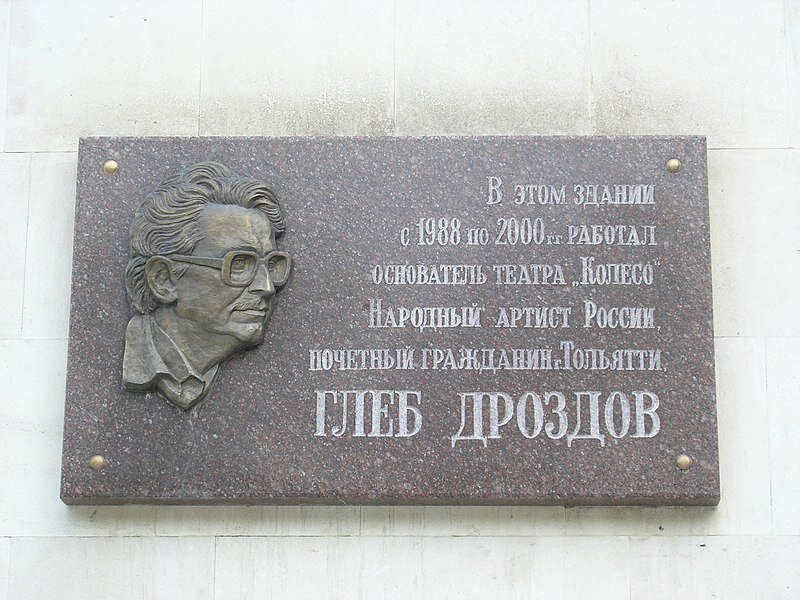 В ЭТОМ ЗДАНИИ
С 1988 ПО 2000 ГГ. РАБОТАЛ
ОСНОВАТЕЛЬ ТЕАТРА „КОЛЕСО“
НАРОДНЫЙ АРТИСТ РОССИИ,
ПОЧЕТНЫЙ ГРАЖДАНИН Г. ТОЛЬЯТТИ,
ГЛЕБ ДРОЗДОВ